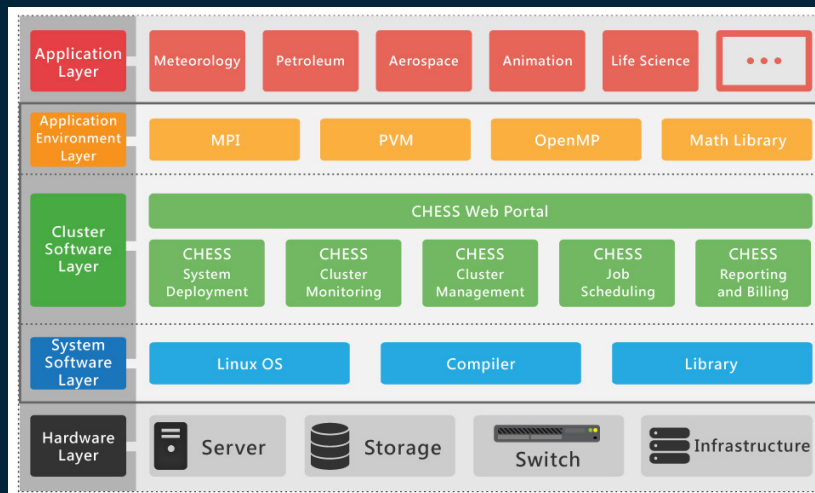 Application
Layer
Meteorology
Petroleum
Aerospace
Animation
Life Science
Application
Environment
Layer
MPI
PVM
OpenMP
Math Library
Cluster
Software
Layer
CHESS Web Portal
CHESS
System
Deployment
CHESS
Cluster
Monitoring
CHESS
Cluster
Management
CHESS
Job
Scheduling
CHESS
Reporting
and Billing
System
Software
Layer
Linux OS
Compiler
Library
Hardware
Layer
Server
Storage
Switch
Infrastructure